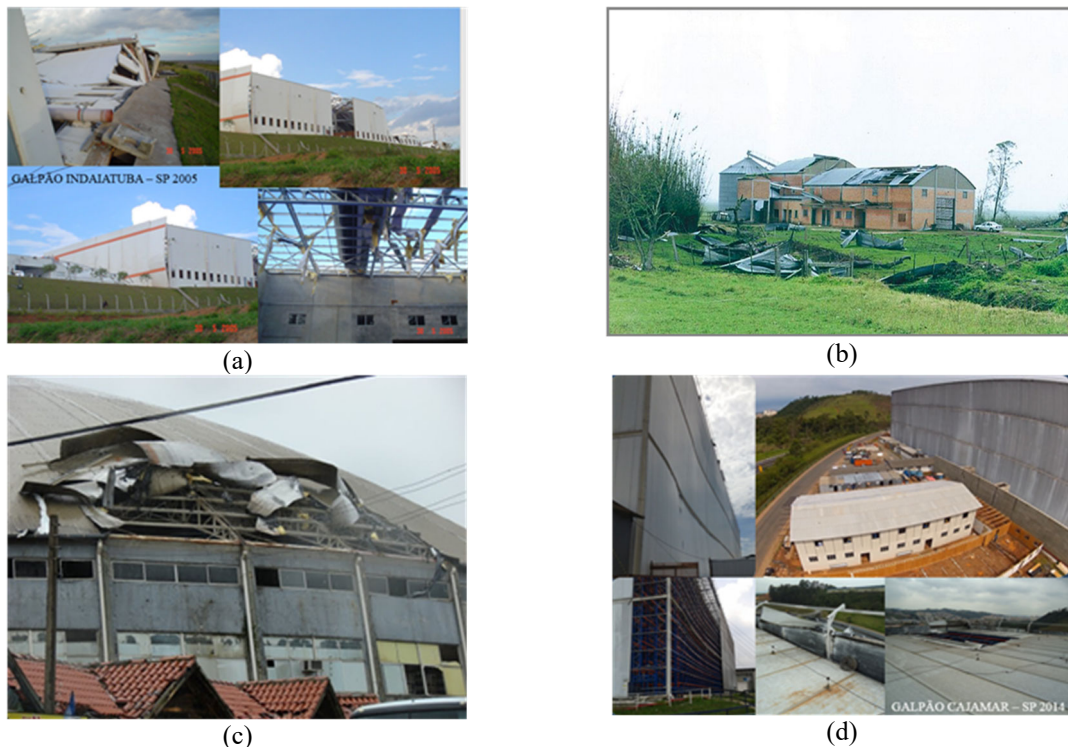 GALPÃO INDAIATUBA – SP 2005
(a)
(b)
(c)
GALPÃO CAJAMAR – SP 2014
(d)